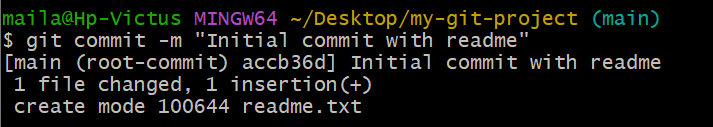 maila@Hp-Victus MINGW64 ~/Desktop/my-git-project (main)
$ git commit -m "Initial commit with readme"
[main (root-commit) accb36d] Initial commit with readme
 1 file changed, 1 insertion(+)
 create mode 100644 readme.txt